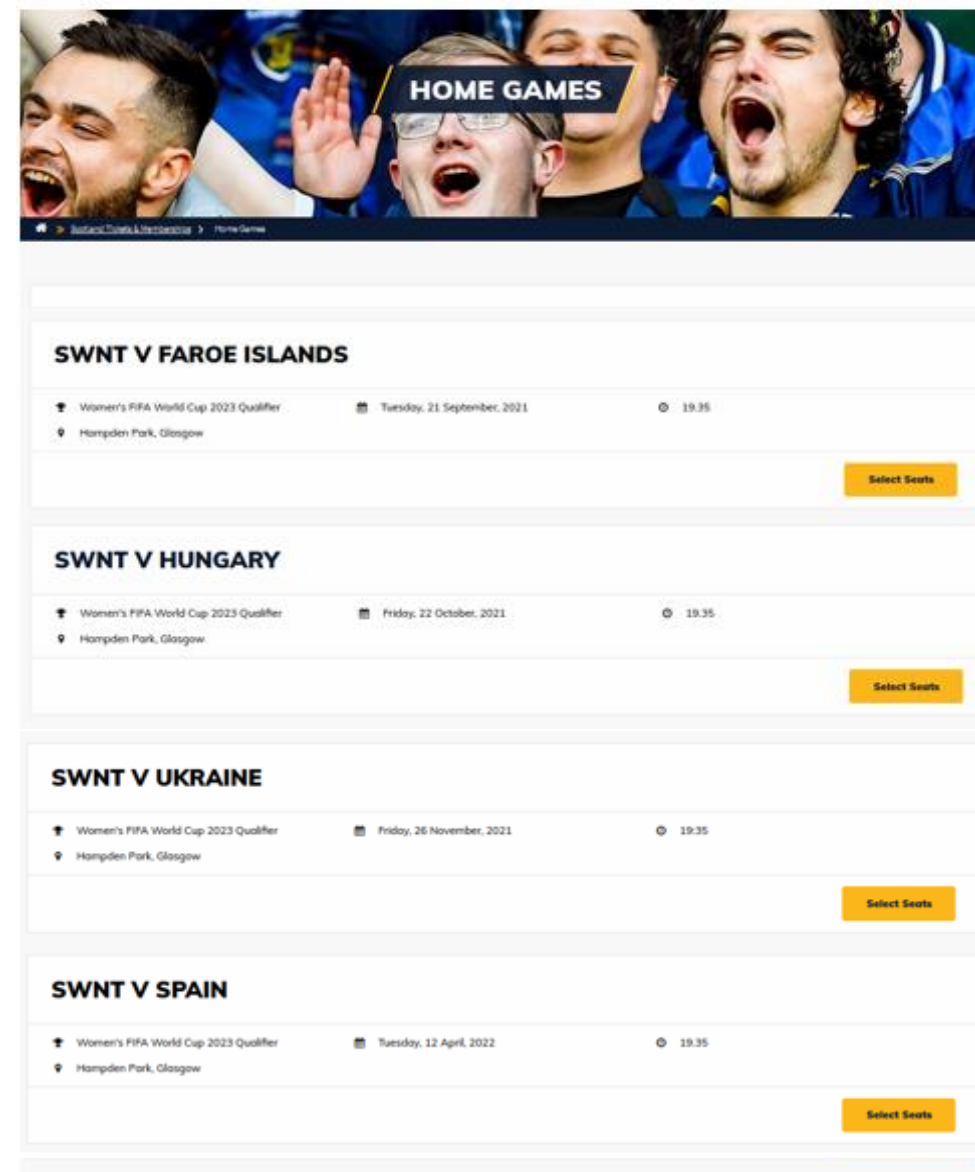 HOME GAMES
Scotland Tickets & Memberships > Home Games
SWNT V FAROE ISLANDS
Women's FIFA World Cup 2023 Qualifier Tuesday, 21 September, 2021 19.35
Hampden Park, Glasgow
Select Seats
SWNT V HUNGARY
Women's FIFA World Cup 2023 Qualifier Friday, 22 October, 2021 19.35
Hampden Park, Glasgow
Select Seats
SWNT V UKRAINE
Women's FIFA World Cup 2023 Qualifier Friday, 26 November, 2021 19:35
Hampden Park, Glasgow
Select Seats
SWNT V SPAIN
Women's FIFA World Cup 2023 Qualifier Tuesday, 12 April, 2022 19.35
Hampden Park, Glasgow
Select Seats